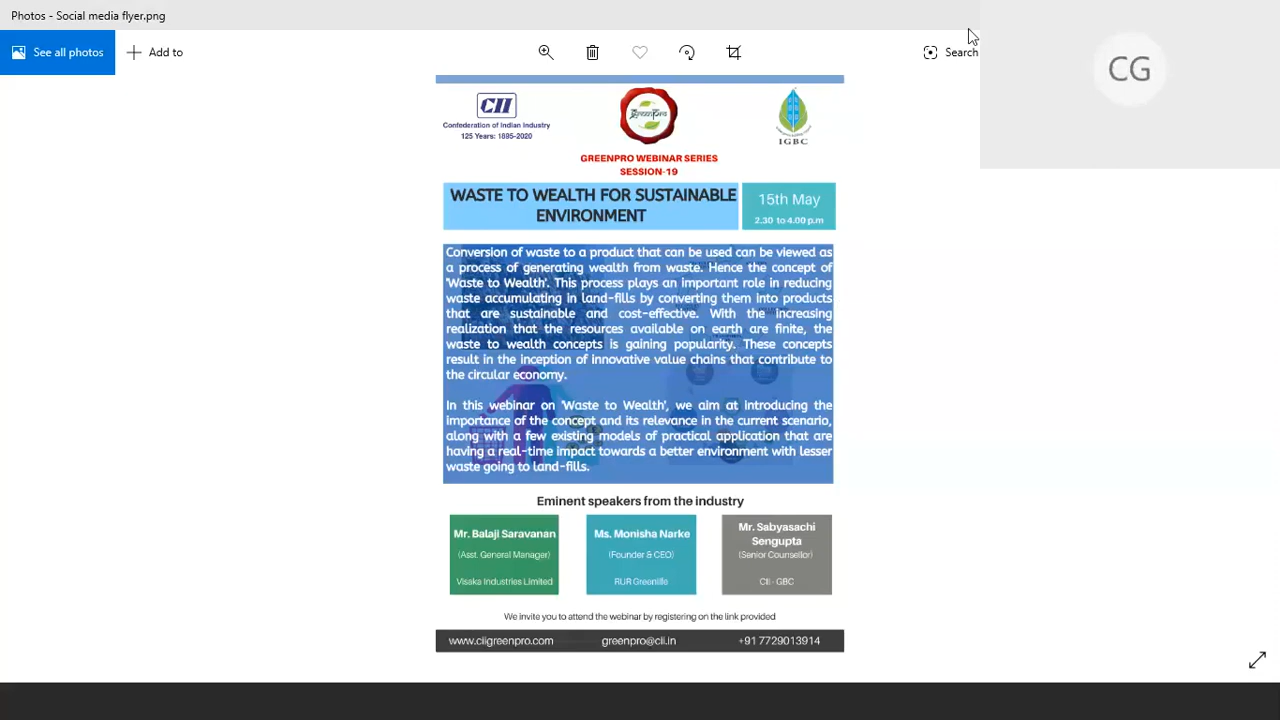 Photos - Social media flyer.png
See all photos
Add to
Search
CG
CII
Confederation of Indian Industry
125 Years: 1895-2020
GreenPro
IGBC
GREENPRO WEBINAR SERIES
SESSION-19
WASTE TO WEALTH FOR SUSTAINABLE
ENVIRONMENT
15th May
2.30 to 4.00 p.m
Conversion of waste to a product that can be used can be viewed as
a process of generating wealth from waste. Hence the concept of
'Waste to Wealth'. This process plays an important role in reducing
waste accumulating in land-fills by converting them into products
that are sustainable and cost-effective. With the increasing
realization that the resources available on earth are finite, the
waste to wealth concepts is gaining popularity. These concepts
result in the inception of innovative value chains that contribute to
the circular economy.
In this webinar on 'Waste to Wealth', we aim at introducing the
importance of the concept and its relevance in the current scenario,
along with a few existing models of practical application that are
having a real-time impact towards a better environment with lesser
waste going to land-fills.
Eminent speakers from the industry
Mr. Balaji Saravanan
(Asst. General Manager)
Visaka Industries Limited
Ms. Monisha Narke
(Founder & CEO)
RUR Greenlife
Mr. Sabyasachi
Sengupta
(Senior Counsellor)
CII - GBC
We invite you to attend the webinar by registering on the link provided
www.ciigreenpro.com
greenpro@cii.in
+91 7729013914